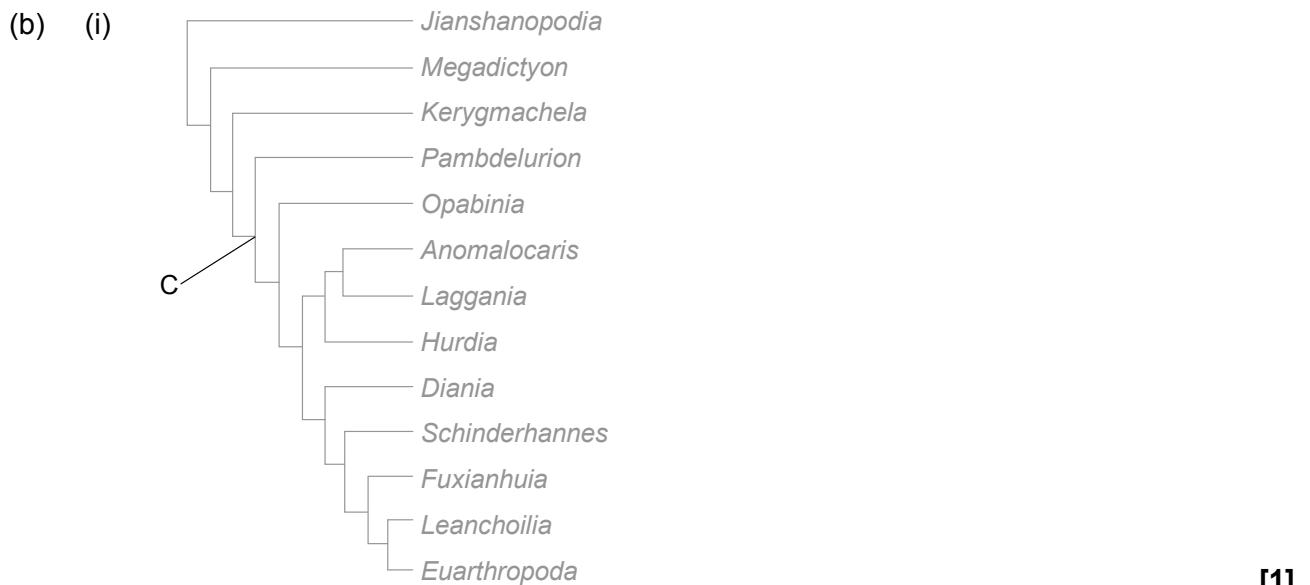 (b) (i)
Jianshanopodia
Megadictyon
Kerygmachela
Pambdelurion
Opabinia
Anomalocaris
C
Laggania
Hurdia
Diania
Schinderhannes
Fuxianhuia
Leanchoilia
Euarthropoda
[1]